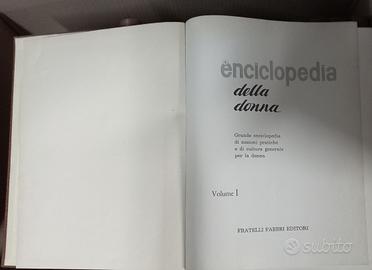 enciclopedia
della
donna
Grande enciclopedia
di nozioni pratiche
e di cultura generale
per la donna
Volume I
FRATELLI FABBRI EDITORI
subito